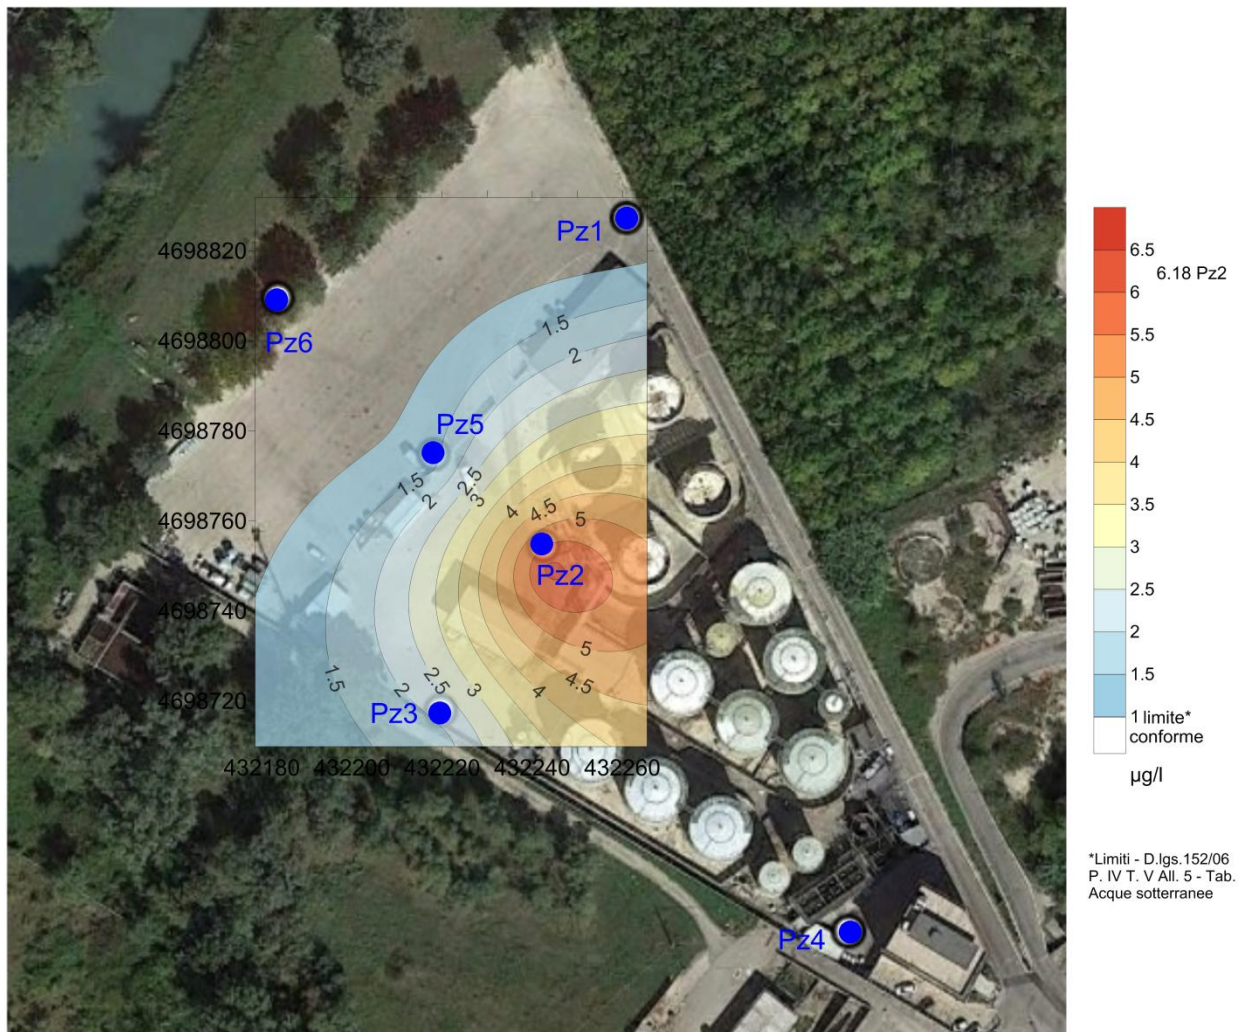 Pz1
4698820
Pz6
4698800
1.5
2
Pz5
4698780
1.5
2
2.5
3
4
4.5
5
4698760
Pz2
4698740
5
1.5
2
2.5
3
4
4.5
4698720
Pz3
432180 432200 432220 432240 432260
Pz4
6.5
6.18 Pz2
6
5.5
5
4.5
4
3.5
3
2.5
2
1.5
1 limite*
conforme
µg/l
*Limiti - D.lgs.152/06
P. IV T. V All. 5 - Tab.
Acque sotterranee